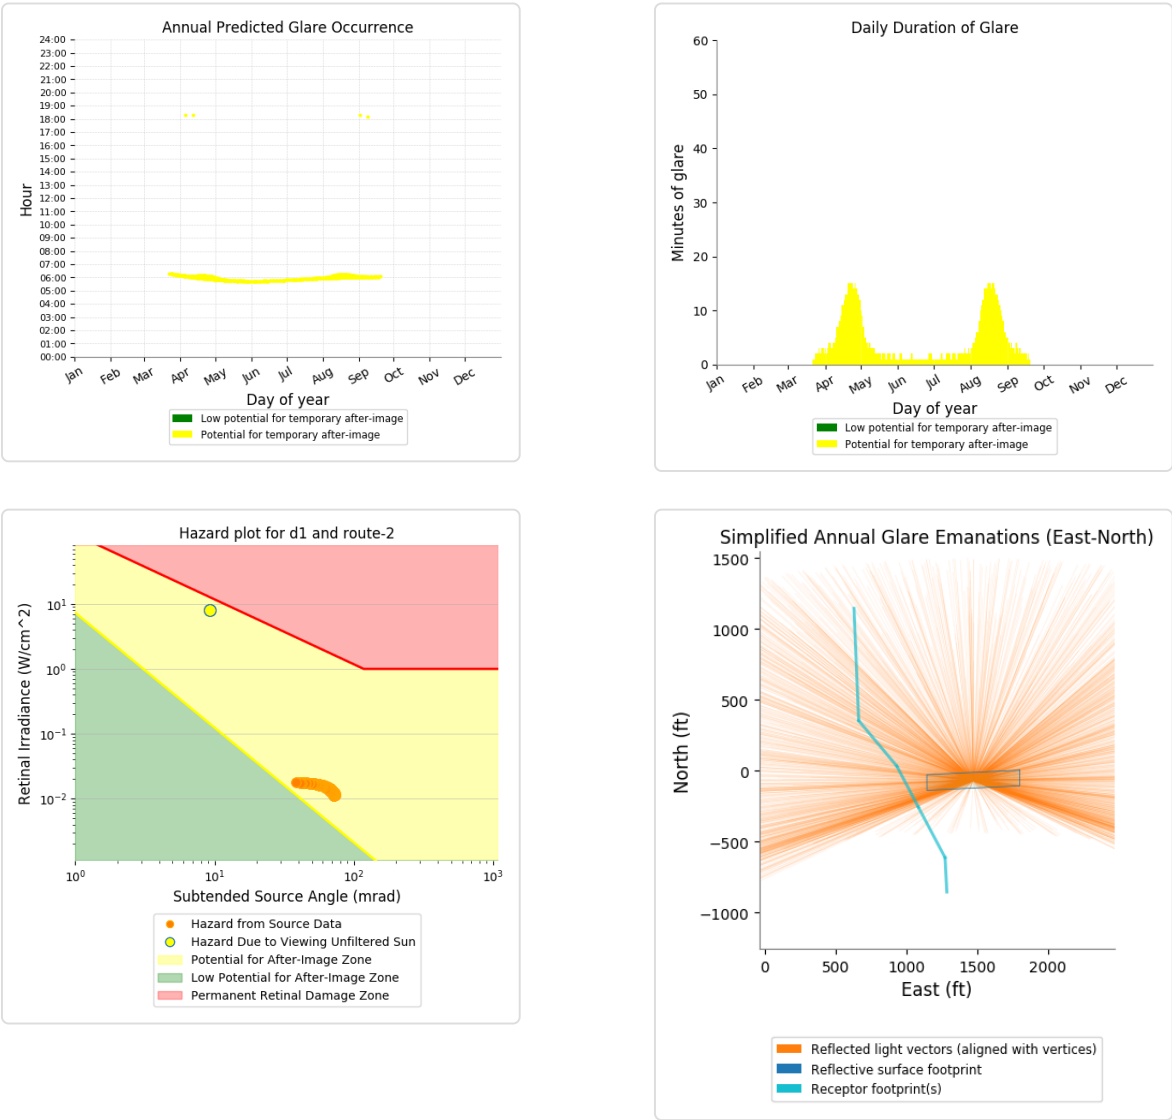 Annual Predicted Glare Occurrence
24:00
23:00
22:00
21:00
20:00
19:00
18:00
17:00
16:00
15:00
14:00
13:00
12:00
11:00
10:00
09:00
08:00
07:00
06:00
05:00
04:00
03:00
02:00
01:00
00:00
Hour
Jan Feb Mar Apr May Jun Jul Aug Sep Oct Nov Dec
Day of year
Low potential for temporary after-image
Potential for temporary after-image
Daily Duration of Glare
60
50
40
30
20
10
0
Minutes of glare
Jan Feb Mar Apr May Jun Jul Aug Sep Oct Nov Dec
Day of year
Low potential for temporary after-image
Potential for temporary after-image
Hazard plot for d1 and route-2
10^1
10^0
10^−1
10^−2
Retinal Irradiance (W/cm^2)
10^0 10^1 10^2 10^3
Subtended Source Angle (mrad)
Hazard from Source Data
Hazard Due to Viewing Unfiltered Sun
Potential for After-Image Zone
Low Potential for After-Image Zone
Permanent Retinal Damage Zone
Simplified Annual Glare Emanations (East-North)
1500
1000
500
0
−500
−1000
North (ft)
0 500 1000 1500 2000
East (ft)
Reflected light vectors (aligned with vertices)
Reflective surface footprint
Receptor footprint(s)